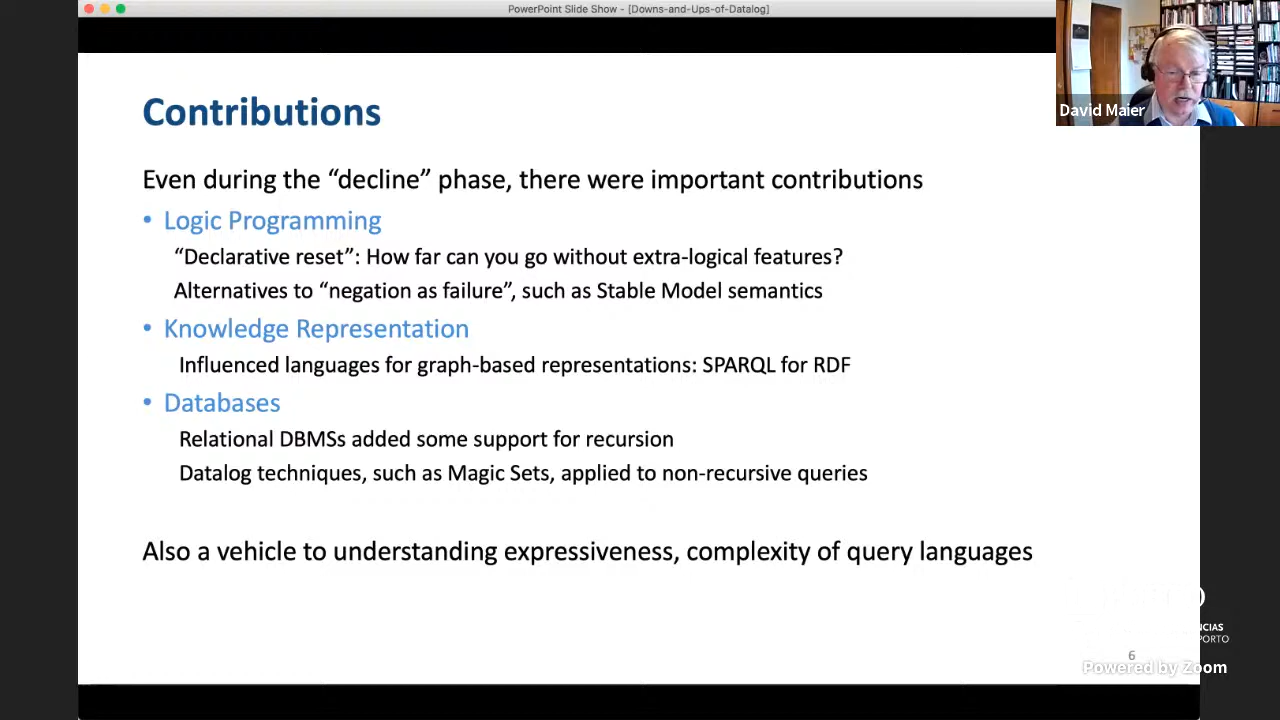 PowerPoint Slide Show - [Downs-and-Ups-of-Datalog]
David Maier
Contributions
Even during the “decline” phase, there were important contributions
• Logic Programming
“Declarative reset”: How far can you go without extra-logical features?
Alternatives to “negation as failure”, such as Stable Model semantics
• Knowledge Representation
Influenced languages for graph-based representations: SPARQL for RDF
• Databases
Relational DBMSs added some support for recursion
Datalog techniques, such as Magic Sets, applied to non-recursive queries
Also a vehicle to understanding expressiveness, complexity of query languages
NCIAS
PORTO
6
Powered by Zoom